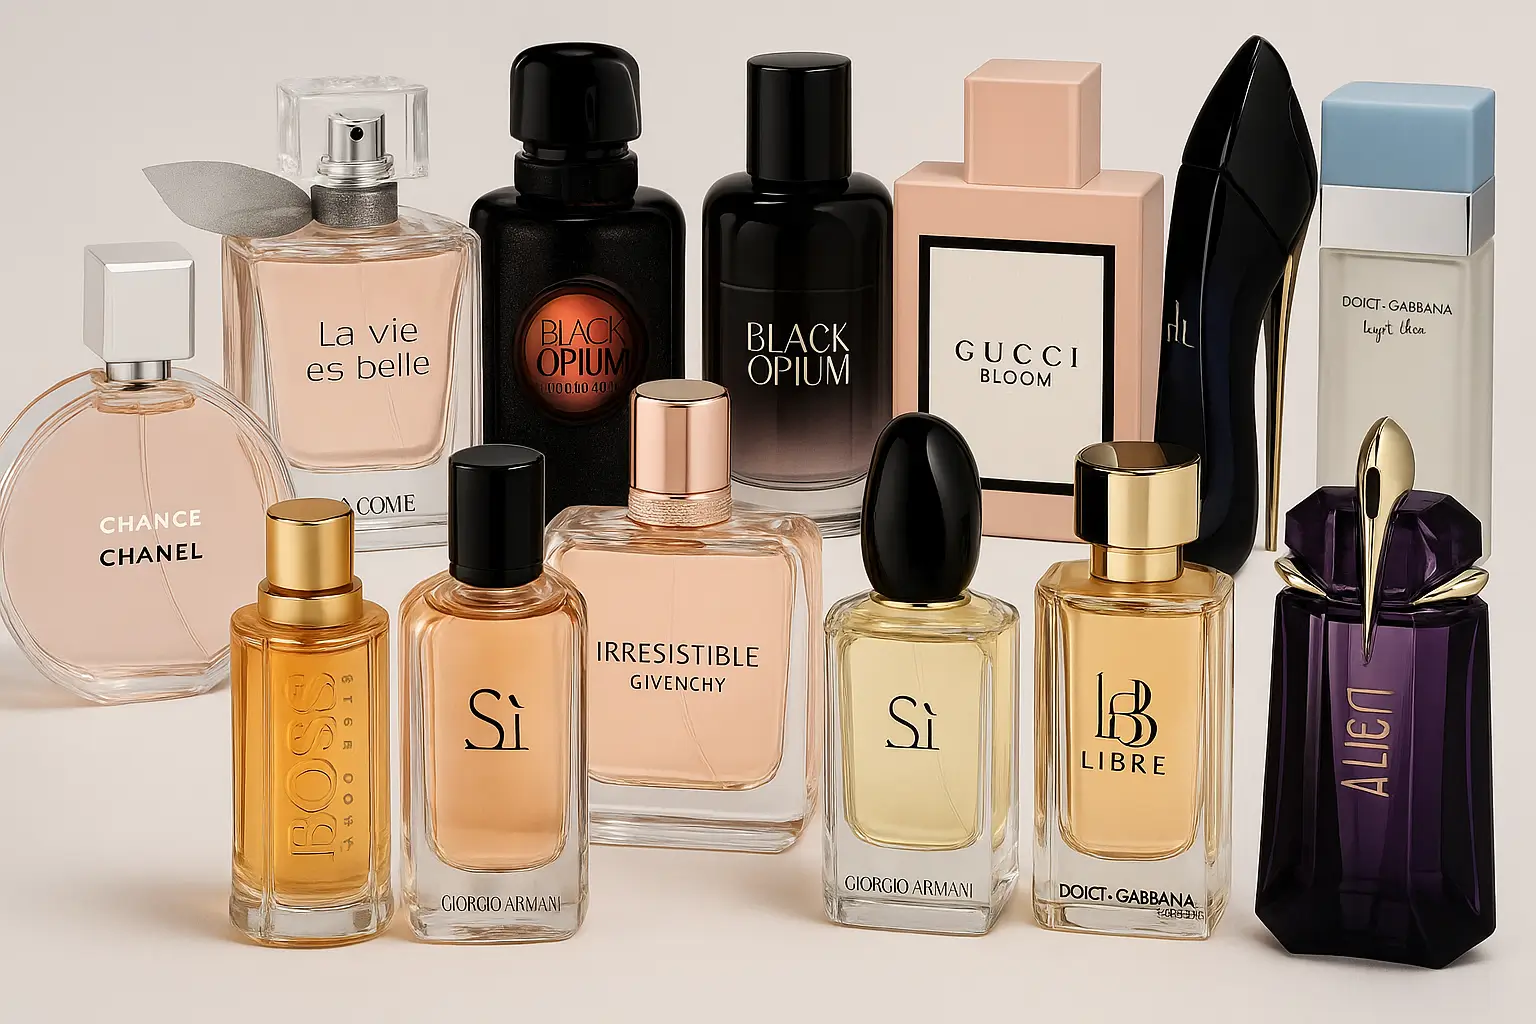 La vie
es belle
COME
CHANCE
CHANEL
BLACK
OPIUM
BLACK
OPIUM
GUCCI
BLOOM
DOICT-GABBANA
BOSS
Sì
GIORGIO ARMANI
IRRESISTIBLE
GIVENCHY
Sì
GIORGIO ARMANI
LIBRE
DOICT-GABBANA
ALIEN